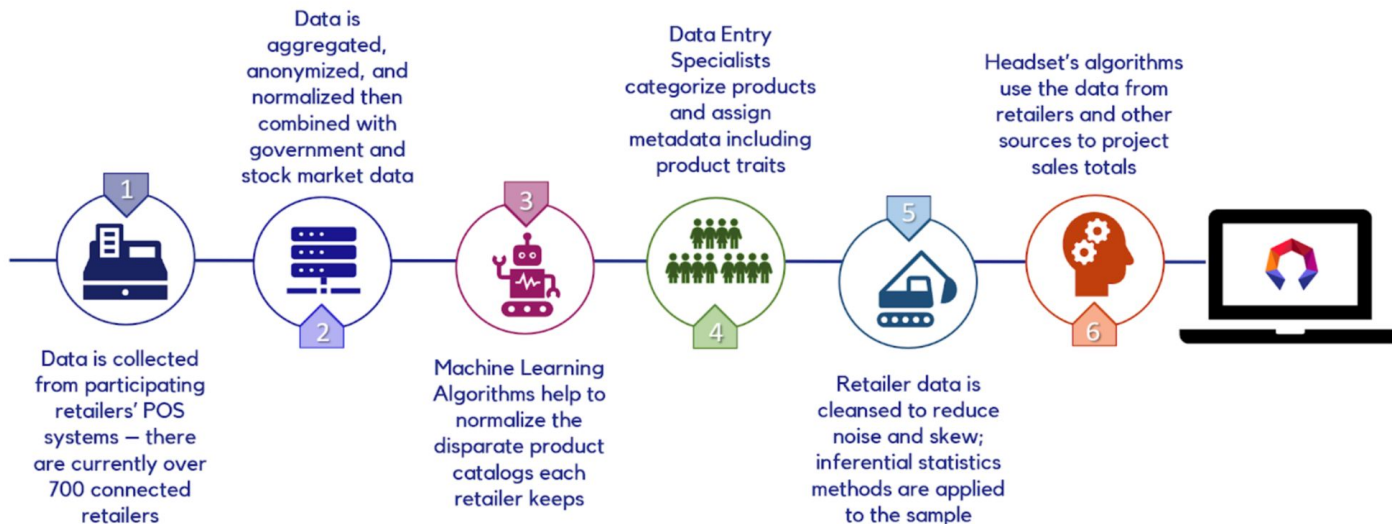 1
Data is collected
from participating
retailers' POS
systems – there
are currently over
700 connected
retailers
Data is
aggregated,
anonymized, and
normalized then
combined with
government and
stock market data
2
3
Machine Learning
Algorithms help to
normalize the
disparate product
catalogs each
retailer keeps
Data Entry
Specialists
categorize products
and assign
metadata including
product traits
4
5
Retailer data is
cleansed to reduce
noise and skew;
inferential statistics
methods are applied
to the sample
Headset's algorithms
use the data from
retailers and other
sources to project
sales totals
6